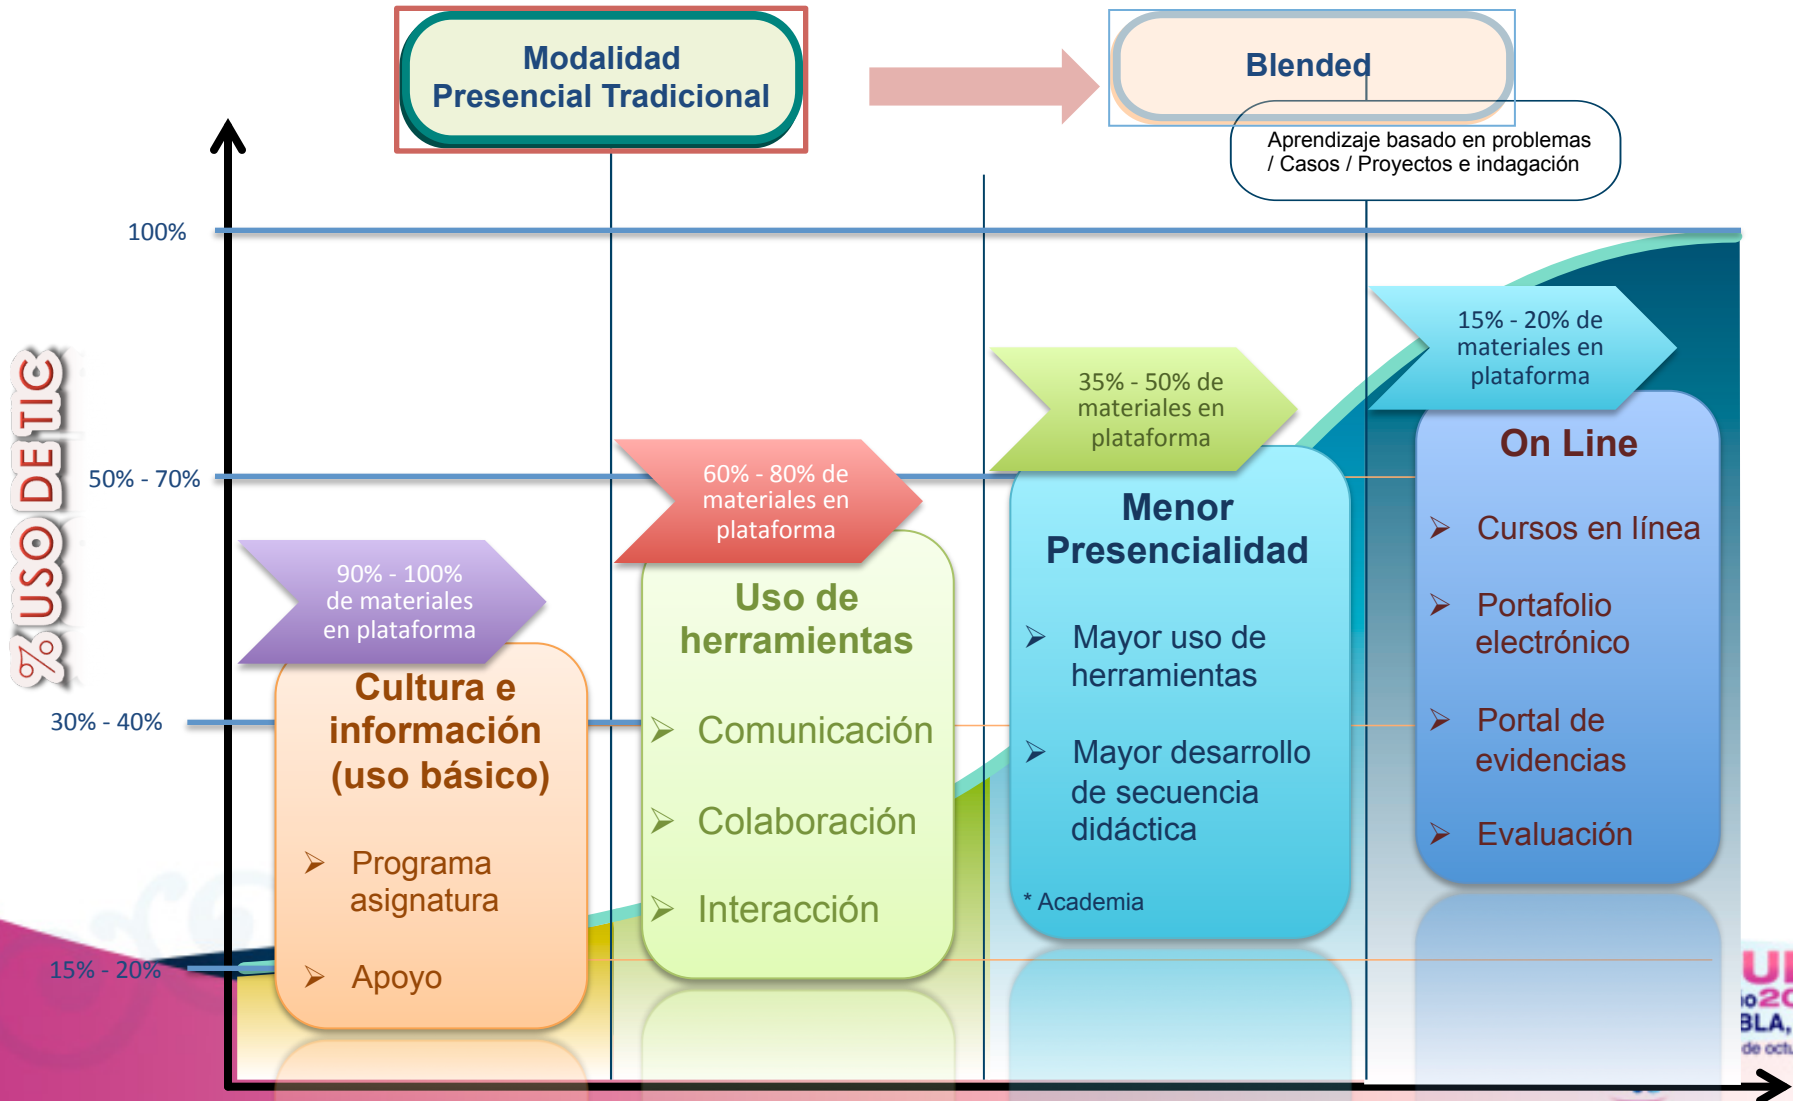 Modalidad
Presencial Tradicional
Blended
Aprendizaje basado en problemas
/ Casos / Proyectos e indagación
% USO DE TIC
100%
50% - 70%
30% - 40%
15% - 20%
90% - 100%
de materiales
en plataforma
Cultura e
información
(uso básico)
➢ Programa
asignatura
➢ Apoyo
60% - 80% de
materiales en
plataforma
Uso de
herramientas
➢ Comunicación
➢ Colaboración
➢ Interacción
35% - 50% de
materiales en
plataforma
Menor
Presencialidad
➢ Mayor uso de
herramientas
➢ Mayor desarrollo
de secuencia
didáctica
* Academia
15% - 20% de
materiales en
plataforma
On Line
➢ Cursos en línea
➢ Portafolio
electrónico
➢ Portal de
evidencias
➢ Evaluación